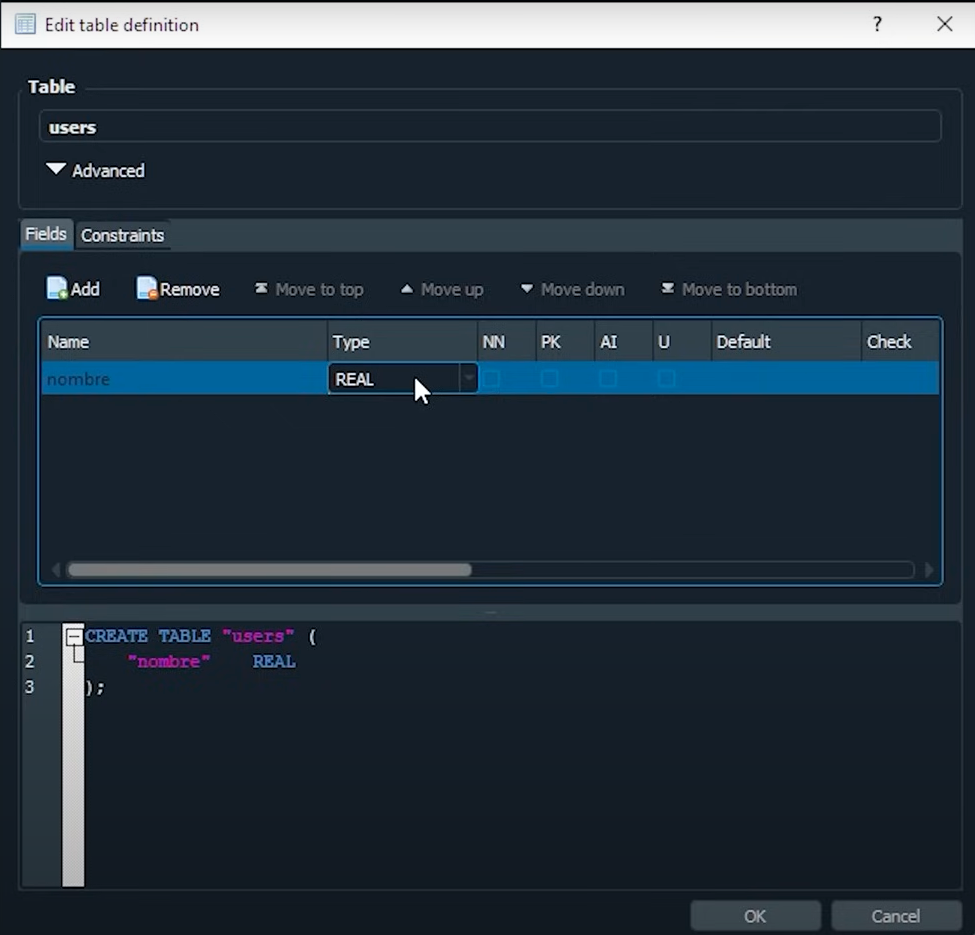 Edit table definition ? ×
Table
users
Advanced
Fields Constraints
Add Remove Move to top Move up Move down Move to bottom
Name Type NN PK AI U Default Check
nombre REAL
1 CREATE TABLE "users" (
2 "nombre" REAL
3 );
OK Cancel